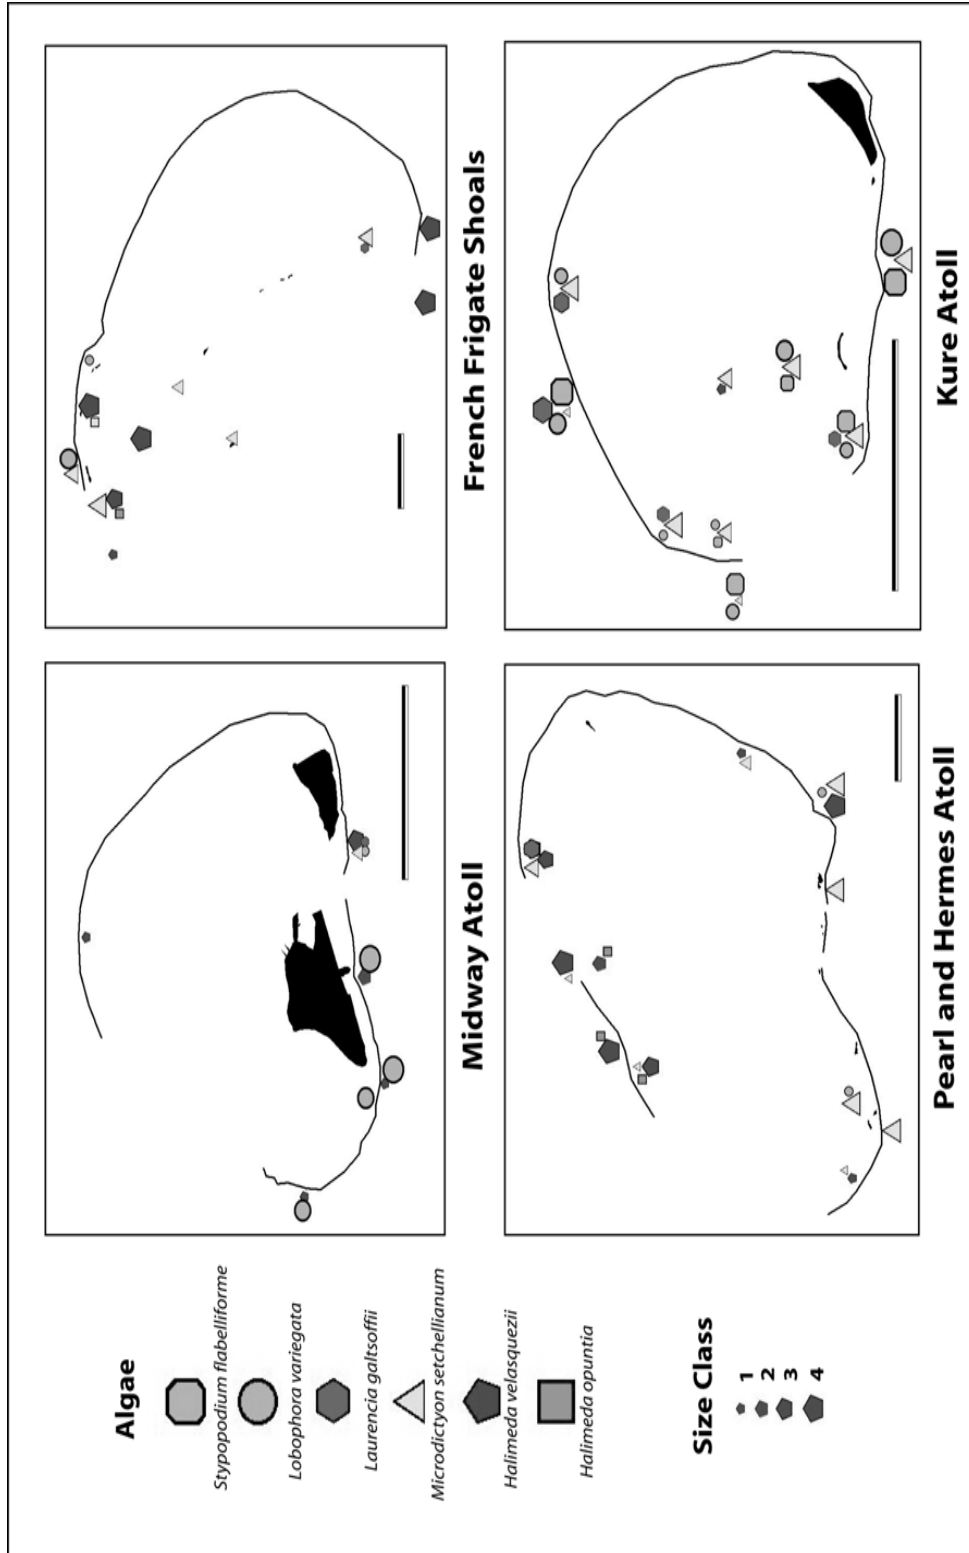 Algae
Stypopodium flabelliforme
Lobophora variegata
Laurencia galtsoffii
Microdictyon setchellianum
Halimeda velasquezii
Halimeda opuntia
Size Class
1
2
3
4
Midway Atoll
French Frigate Shoals
Pearl and Hermes Atoll
Kure Atoll